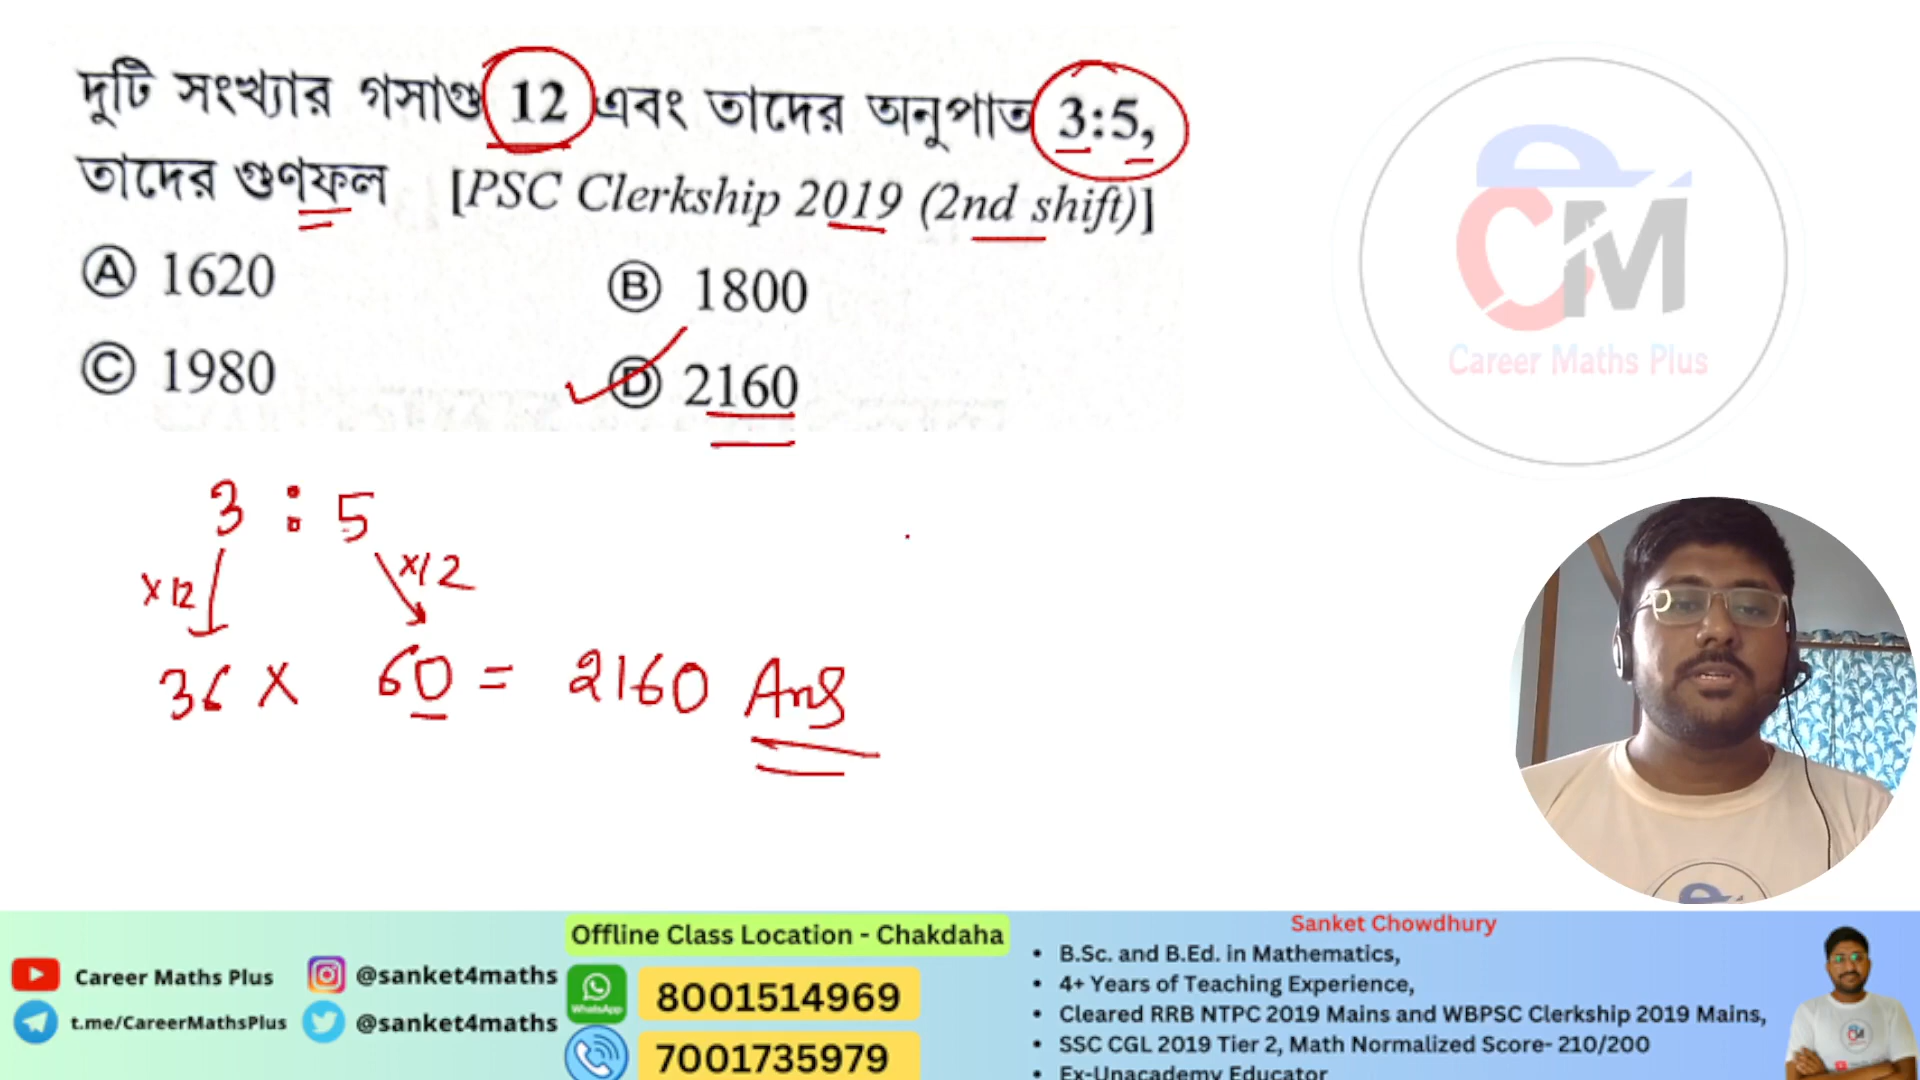 দুটি সংখ্যার গসাগু 12 এবং তাদের অনুপাত 3:5,
তাদের গুণফল [PSC Clerkship 2019 (2nd shift)]
Ⓐ 1620 Ⓑ 1800
Ⓒ 1980 Ⓓ 2160
3 : 5
×12 ×12
36 × 60 = 2160 Ans
CM
Career Maths Plus
Offline Class Location - Chakdaha
Career Maths Plus @sanket4maths
t.me/CareerMathsPlus @sanket4maths
WhatsApp 8001514969
7001735979
Sanket Chowdhury
• B.Sc. and B.Ed. in Mathematics,
• 4+ Years of Teaching Experience,
• Cleared RRB NTPC 2019 Mains and WBPSC Clerkship 2019 Mains,
• SSC CGL 2019 Tier 2, Math Normalized Score- 210/200
• Ex-Unacademy Educator